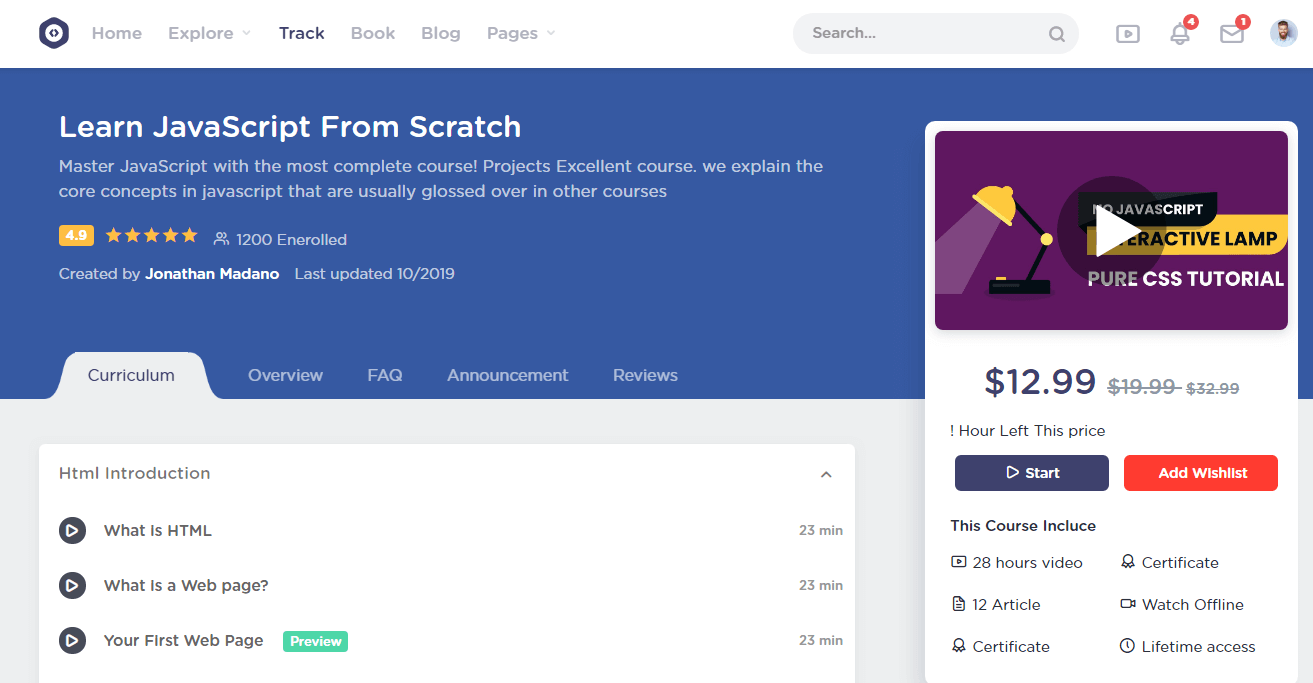 Home Explore Track Book Blog Pages Search... 4 1
Learn JavaScript From Scratch
Master JavaScript with the most complete course! Projects Excellent course. we explain the
core concepts in javascript that are usually glossed over in other courses
4.9 1200 Enerolled
Created by Jonathan Madano Last updated 10/2019
Curriculum Overview FAQ Announcement Reviews
Html Introduction
What Is HTML 23 min
What Is a Web page? 23 min
Your First Web Page Preview 23 min
NO JAVASCRIPT
INTERACTIVE LAMP
PURE CSS TUTORIAL
$12.99 $19.99 $32.99
! Hour Left This price
Start Add Wishlist
This Course Incluce
28 hours video Certificate
12 Article Watch Offline
Certificate Lifetime access